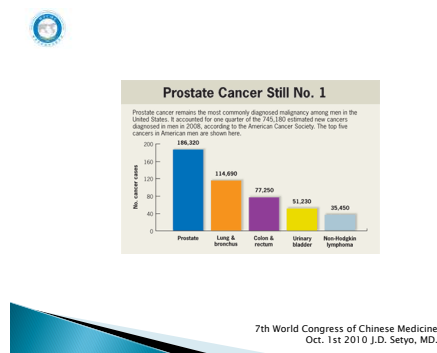 Prostate Cancer Still No. 1
Prostate cancer remains the most commonly diagnosed malignancy among men in the
United States. It accounted for one quarter of the 745,180 estimated new cancers
diagnosed in men in 2008, according to the American Cancer Society. The top five
cancers in American men are shown here.
No. cancer cases
200
160
120
80
40
0
186,320
114,690
77,250
51,230
35,450
Prostate
Lung &
bronchus
Colon &
rectum
Urinary
bladder
Non-Hodgkin
lymphoma
7th World Congress of Chinese Medicine
Oct. 1st 2010 J.D. Setyo, MD.